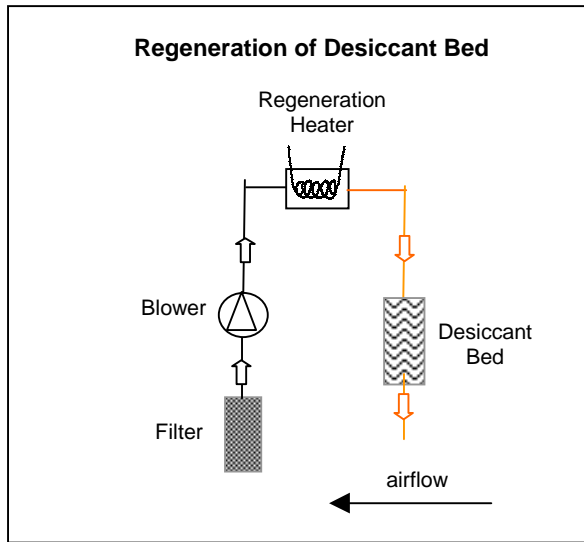 Regeneration of Desiccant Bed
Regeneration
Heater
Blower
Desiccant
Bed
Filter
airflow